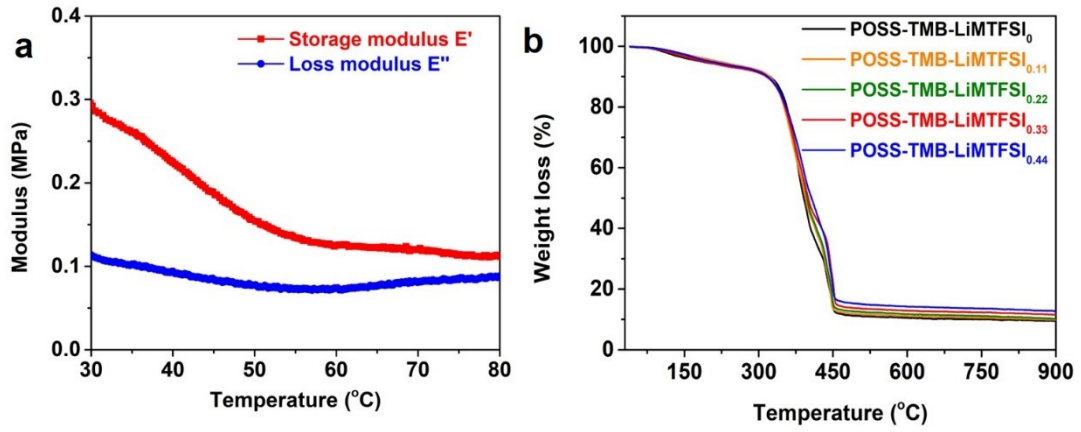 a
Storage modulus E'
Loss modulus E"
Modulus (MPa)
0.4
0.3
0.2
0.1
0.0
30 40 50 60 70 80
Temperature (°C)
b
POSS-TMB-LiMTFSI0
POSS-TMB-LiMTFSI0.11
POSS-TMB-LiMTFSI0.22
POSS-TMB-LiMTFSI0.33
POSS-TMB-LiMTFSI0.44
Weight loss (%)
100
80
60
40
20
0
150 300 450 600 750 900
Temperature (°C)